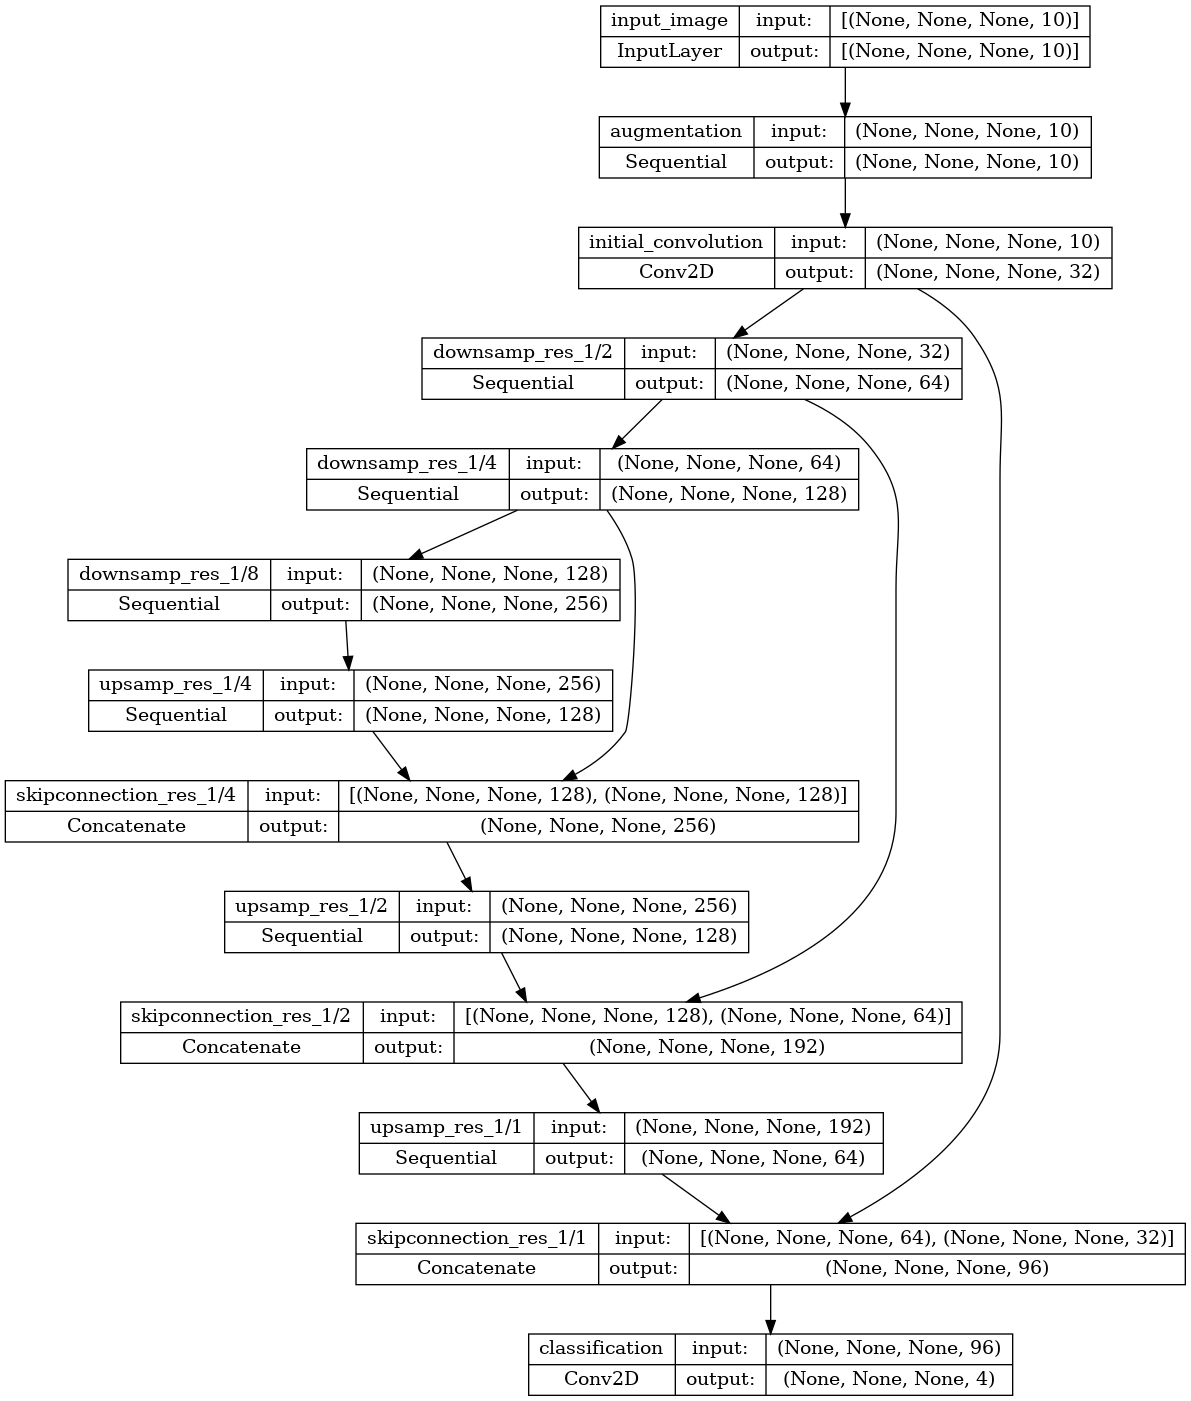 input_image input: [(None, None, None, 10)]
InputLayer output: [(None, None, None, 10)]
augmentation input: (None, None, None, 10)
Sequential output: (None, None, None, 10)
initial_convolution input: (None, None, None, 10)
Conv2D output: (None, None, None, 32)
downsamp_res_1/2 input: (None, None, None, 32)
Sequential output: (None, None, None, 64)
downsamp_res_1/4 input: (None, None, None, 64)
Sequential output: (None, None, None, 128)
downsamp_res_1/8 input: (None, None, None, 128)
Sequential output: (None, None, None, 256)
upsamp_res_1/4 input: (None, None, None, 256)
Sequential output: (None, None, None, 128)
skipconnection_res_1/4 input: [(None, None, None, 128), (None, None, None, 128)]
Concatenate output: (None, None, None, 256)
upsamp_res_1/2 input: (None, None, None, 256)
Sequential output: (None, None, None, 128)
skipconnection_res_1/2 input: [(None, None, None, 128), (None, None, None, 64)]
Concatenate output: (None, None, None, 192)
upsamp_res_1/1 input: (None, None, None, 192)
Sequential output: (None, None, None, 64)
skipconnection_res_1/1 input: [(None, None, None, 64), (None, None, None, 32)]
Concatenate output: (None, None, None, 96)
classification input: (None, None, None, 96)
Conv2D output: (None, None, None, 4)